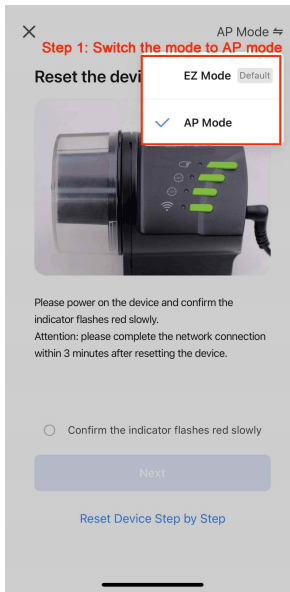 AP Mode ⇋
Step 1: Switch the mode to AP mode
Reset the devi
EZ Mode Default
AP Mode
Please power on the device and confirm the
indicator flashes red slowly.
Attention: please complete the network connection
within 3 minutes after resetting the device.
Confirm the indicator flashes red slowly
Next
Reset Device Step by Step